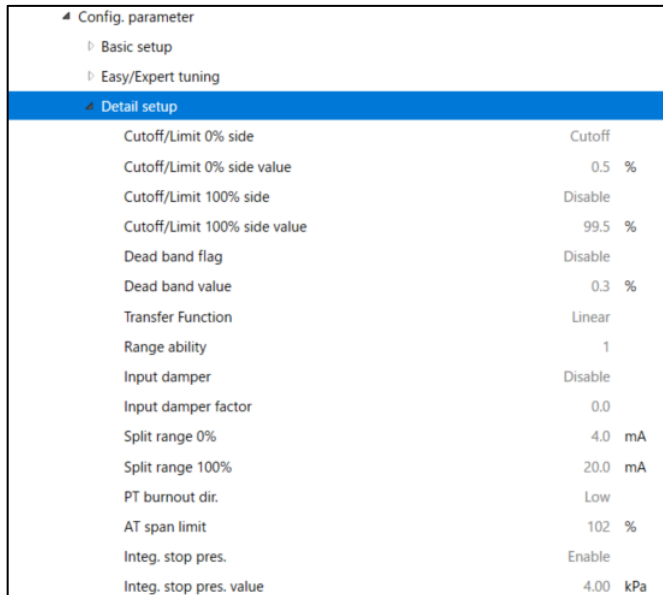 Config. parameter
Basic setup
Easy/Expert tuning
Detail setup
Cutoff/Limit 0% side Cutoff
Cutoff/Limit 0% side value 0.5 %
Cutoff/Limit 100% side Disable
Cutoff/Limit 100% side value 99.5 %
Dead band flag Disable
Dead band value 0.3 %
Transfer Function Linear
Range ability 1
Input damper Disable
Input damper factor 0.0
Split range 0% 4.0 mA
Split range 100% 20.0 mA
PT burnout dir. Low
AT span limit 102 %
Integ. stop pres. Enable
Integ. stop pres. value 4.00 kPa